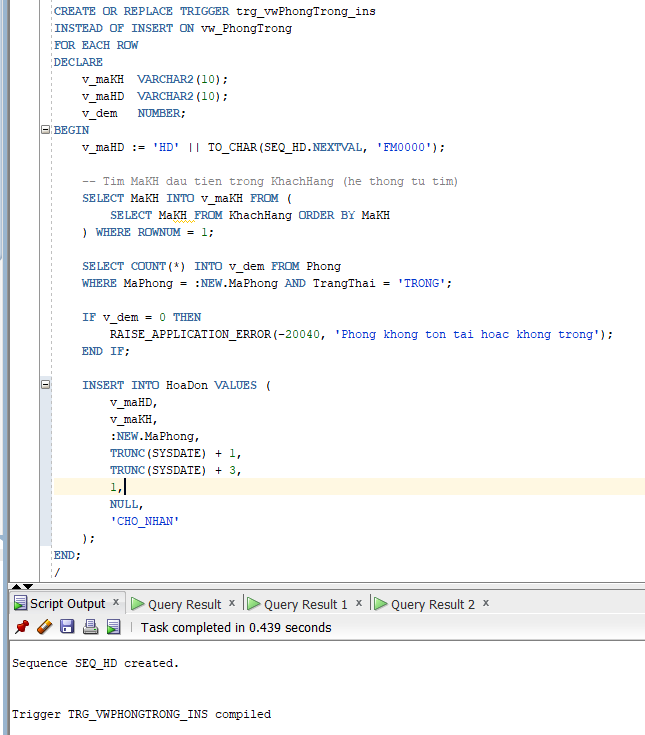 CREATE OR REPLACE TRIGGER trg_vwPhongTrong_ins
INSTEAD OF INSERT ON vw_PhongTrong
FOR EACH ROW
DECLARE
    v_maKH  VARCHAR2(10);
    v_maHD  VARCHAR2(10);
    v_dem   NUMBER;
BEGIN
    v_maHD := 'HD' || TO_CHAR(SEQ_HD.NEXTVAL, 'FM0000');

    -- Tim MaKH dau tien trong KhachHang (he thong tu tim)
    SELECT MaKH INTO v_maKH FROM (
        SELECT MaKH FROM KhachHang ORDER BY MaKH
    ) WHERE ROWNUM = 1;

    SELECT COUNT(*) INTO v_dem FROM Phong
    WHERE MaPhong = :NEW.MaPhong AND TrangThai = 'TRONG';

    IF v_dem = 0 THEN
        RAISE_APPLICATION_ERROR(-20040, 'Phong khong ton tai hoac khong trong');
    END IF;

    INSERT INTO HoaDon VALUES (
        v_maHD,
        v_maKH,
        :NEW.MaPhong,
        TRUNC(SYSDATE) + 1,
        TRUNC(SYSDATE) + 3,
        1,
        NULL,
        'CHO_NHAN'
    );
END;
/
Script Output x Query Result x Query Result 1 x Query Result 2 x
Task completed in 0.439 seconds
Sequence SEQ_HD created.
Trigger TRG_VWPHONGTRONG_INS compiled